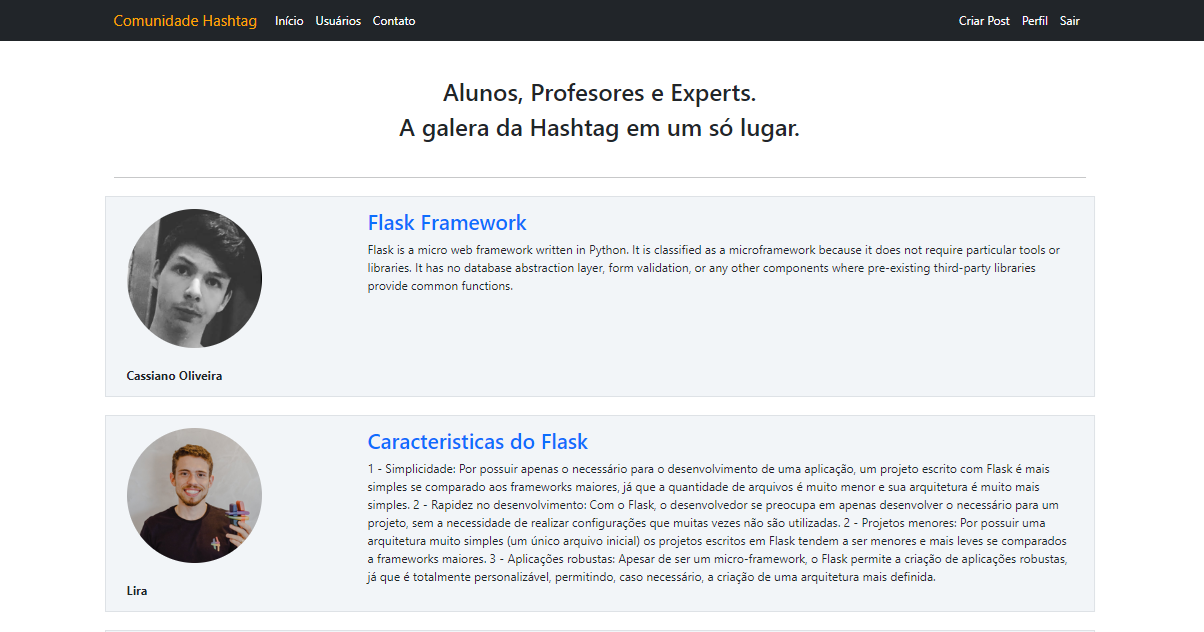 Comunidade Hashtag Início Usuários Contato Criar Post Perfil Sair
Alunos, Profesores e Experts.
A galera da Hashtag em um só lugar.
Flask Framework
Flask is a micro web framework written in Python. It is classified as a microframework because it does not require particular tools or
libraries. It has no database abstraction layer, form validation, or any other components where pre-existing third-party libraries
provide common functions.
Cassiano Oliveira
Caracteristicas do Flask
1 - Simplicidade: Por possuir apenas o necessário para o desenvolvimento de uma aplicação, um projeto escrito com Flask é mais
simples se comparado aos frameworks maiores, já que a quantidade de arquivos é muito menor e sua arquitetura é muito mais
simples. 2 - Rapidez no desenvolvimento: Com o Flask, o desenvolvedor se preocupa em apenas desenvolver o necessário para um
projeto, sem a necessidade de realizar configurações que muitas vezes não são utilizadas. 2 - Projetos menores: Por possuir uma
arquitetura muito simples (um único arquivo inicial) os projetos escritos em Flask tendem a ser menores e mais leves se comparados
a frameworks maiores. 3 - Aplicações robustas: Apesar de ser um micro-framework, o Flask permite a criação de aplicações robustas,
já que é totalmente personalizável, permitindo, caso necessário, a criação de uma arquitetura mais definida.
Lira